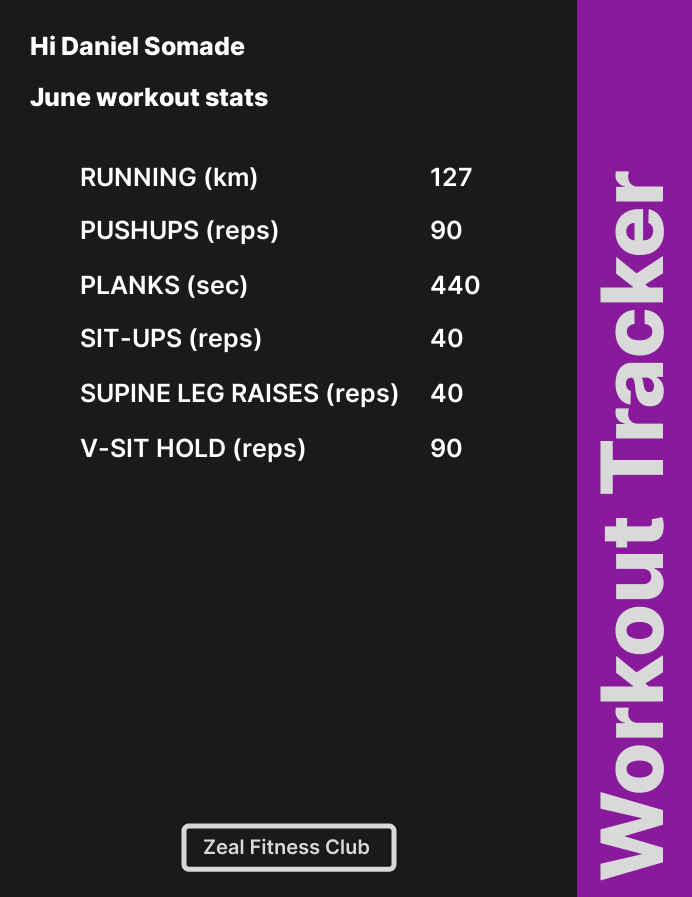 Hi Daniel Somade
June workout stats
RUNNING (km) 127
PUSHUPS (reps) 90
PLANKS (sec) 440
SIT-UPS (reps) 40
SUPINE LEG RAISES (reps) 40
V-SIT HOLD (reps) 90
Zeal Fitness Club
Workout Tracker